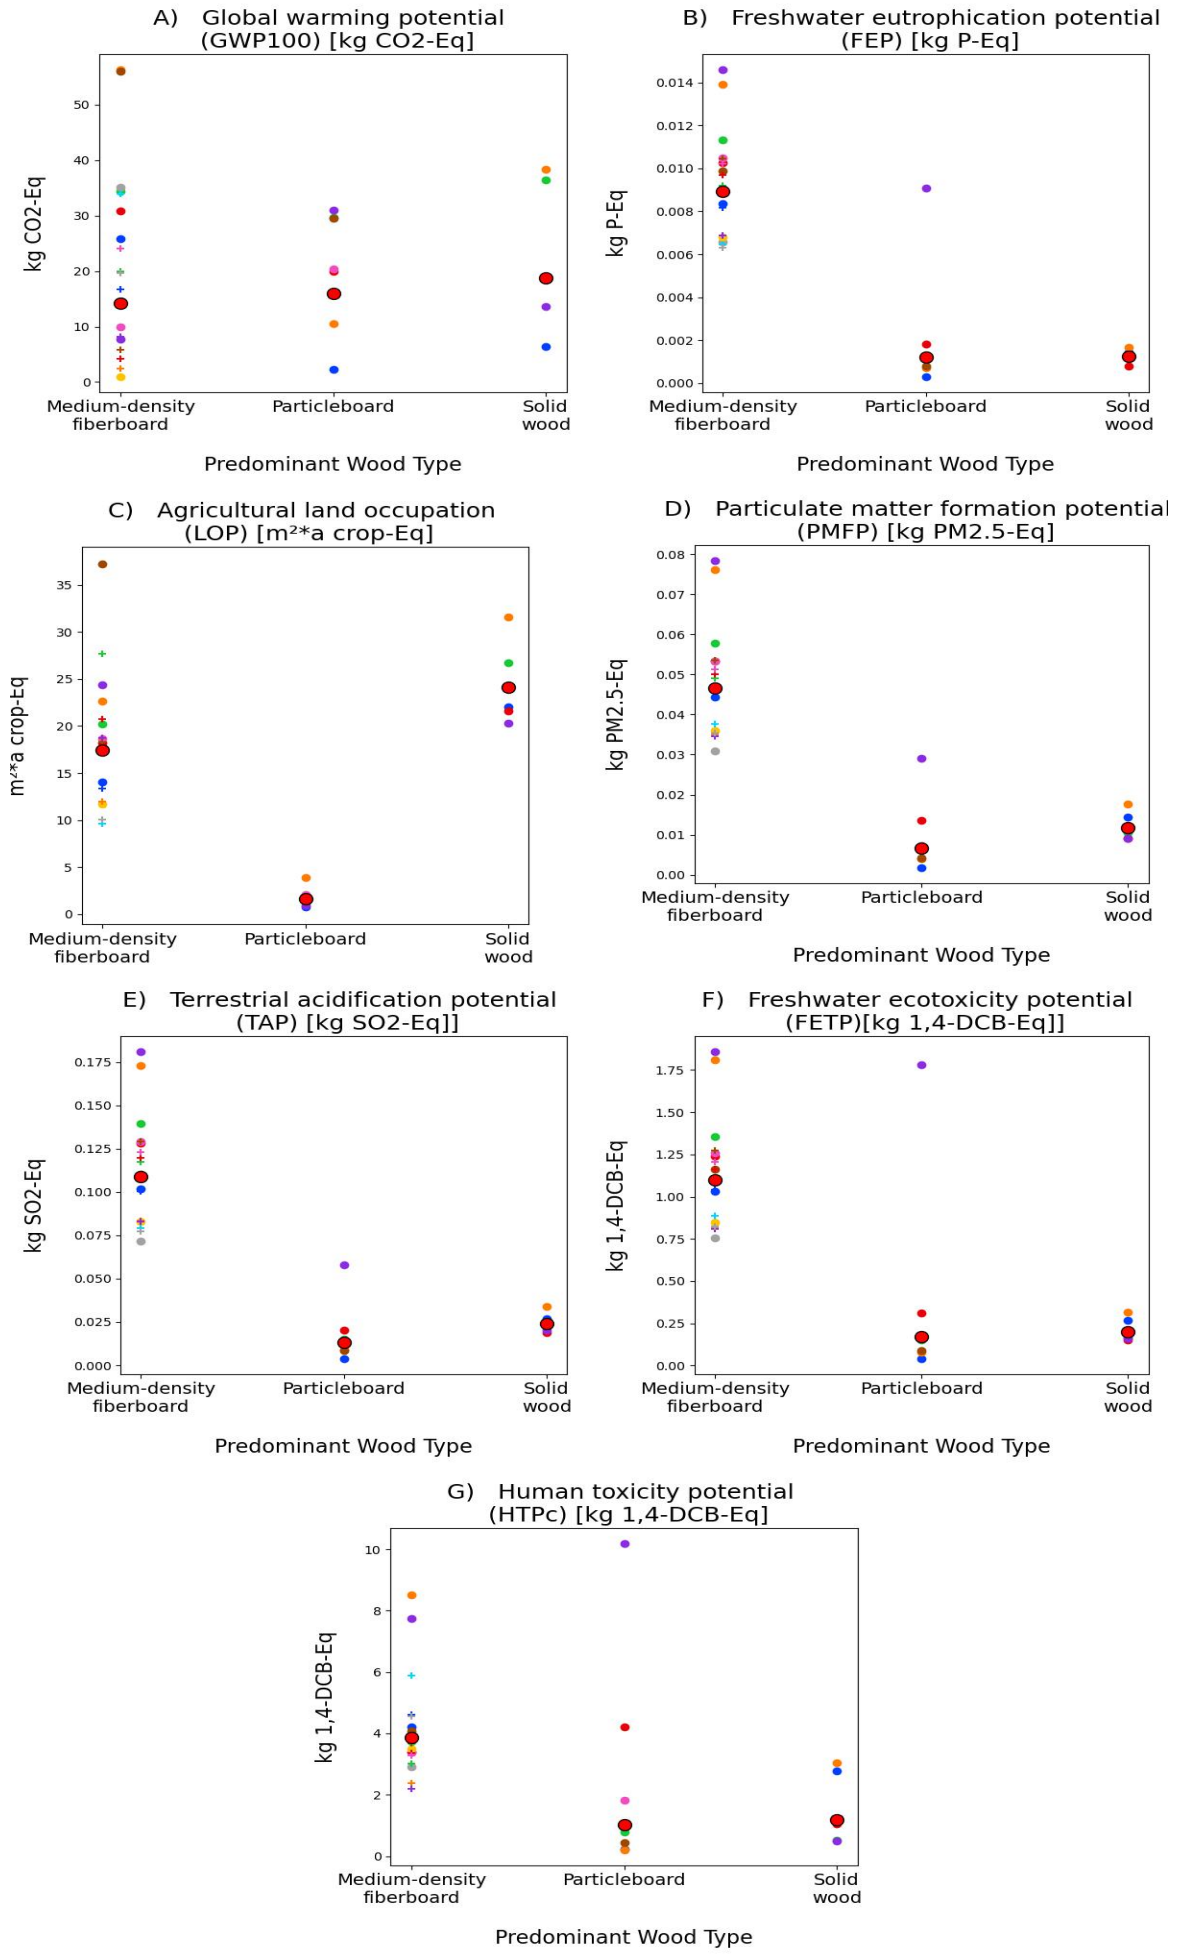 A) Global warming potential
(GWP100) [kg CO2-Eq]
kg CO2-Eq
50
40
30
20
10
0
Medium-density
fiberboard
Particleboard
Solid
wood
Predominant Wood Type
B) Freshwater eutrophication potential
(FEP) [kg P-Eq]
kg P-Eq
0.014
0.012
0.010
0.008
0.006
0.004
0.002
0.000
Medium-density
fiberboard
Particleboard
Solid
wood
Predominant Wood Type
C) Agricultural land occupation
(LOP) [m²*a crop-Eq]
m²*a crop-Eq
35
30
25
20
15
10
5
0
Medium-density
fiberboard
Particleboard
Solid
wood
D) Particulate matter formation potential
(PMFP) [kg PM2.5-Eq]
kg PM2.5-Eq
0.08
0.07
0.06
0.05
0.04
0.03
0.02
0.01
0.00
Medium-density
fiberboard
Particleboard
Solid
wood
Predominant Wood Type
E) Terrestrial acidification potential
(TAP) [kg SO2-Eq]]
kg SO2-Eq
0.175
0.150
0.125
0.100
0.075
0.050
0.025
0.000
Medium-density
fiberboard
Particleboard
Solid
wood
Predominant Wood Type
F) Freshwater ecotoxicity potential
(FETP)[kg 1,4-DCB-Eq]]
kg 1,4-DCB-Eq
1.75
1.50
1.25
1.00
0.75
0.50
0.25
0.00
Medium-density
fiberboard
Particleboard
Solid
wood
Predominant Wood Type
G) Human toxicity potential
(HTPc) [kg 1,4-DCB-Eq]
kg 1,4-DCB-Eq
10
8
6
4
2
0
Medium-density
fiberboard
Particleboard
Solid
wood
Predominant Wood Type